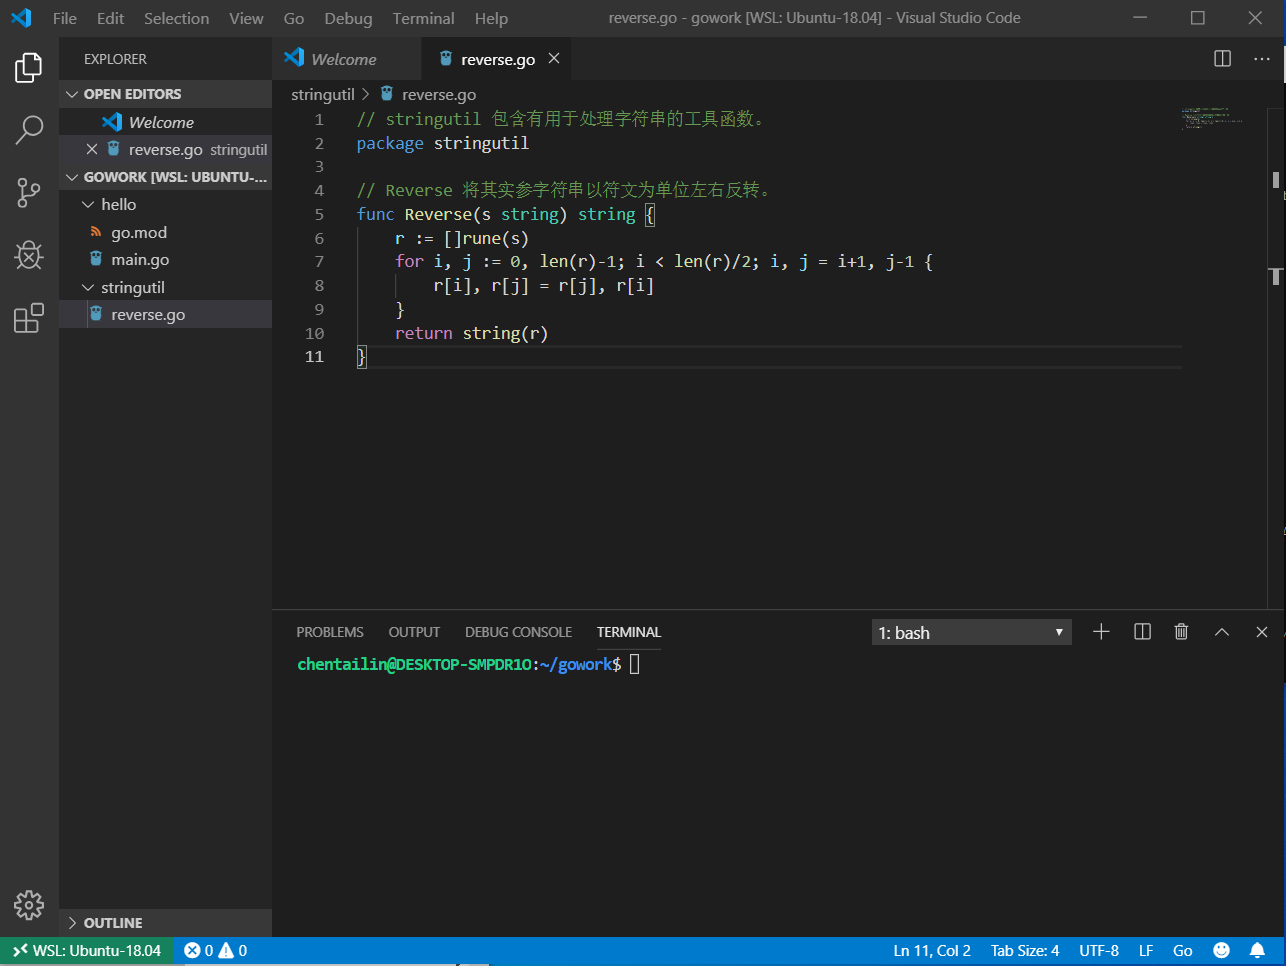 File Edit Selection View Go Debug Terminal Help reverse.go - gowork [WSL: Ubuntu-18.04] - Visual Studio Code
EXPLORER
OPEN EDITORS
Welcome
reverse.go stringutil
GOWORK [WSL: UBUNTU-...
hello
go.mod
main.go
stringutil
reverse.go
OUTLINE
Welcome reverse.go
stringutil > reverse.go
1 // stringutil 包含有用于处理字符串的工具函数。
2 package stringutil
3
4 // Reverse 将其实参字符串以符文为单位左右反转。
5 func Reverse(s string) string {
6 r := []rune(s)
7 for i, j := 0, len(r)-1; i < len(r)/2; i, j = i+1, j-1 {
8 r[i], r[j] = r[j], r[i]
9 }
10 return string(r)
11 }
PROBLEMS OUTPUT DEBUG CONSOLE TERMINAL 1: bash
chentailin@DESKTOP-SMPDR1O:~/gowork$
WSL: Ubuntu-18.04 0 0 Ln 11, Col 2 Tab Size: 4 UTF-8 LF Go